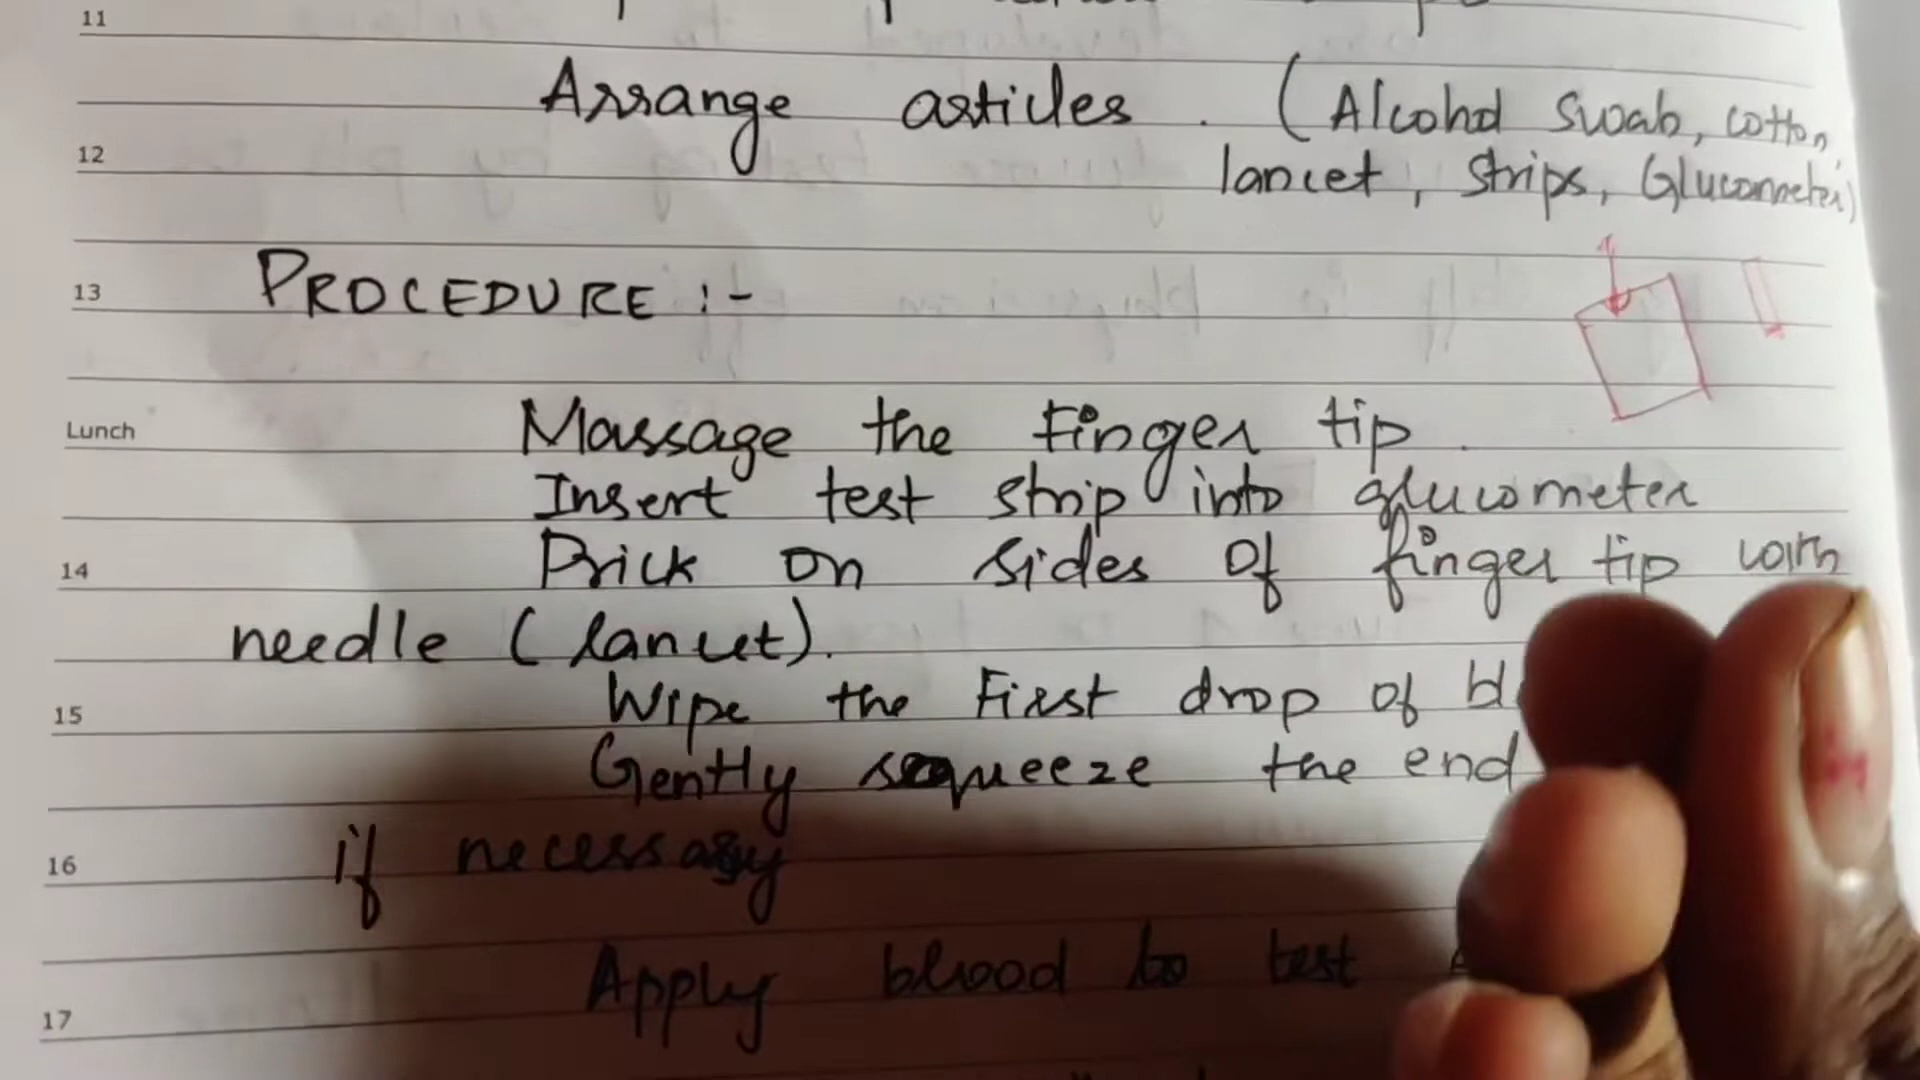 11
Arrange articles . (Alcohol swab, cotton,
12
lancet, strips, Glucometer)
13 PROCEDURE :-
Lunch Massage the Finger tip .
Insert test strip into glucometer
14 Prick on sides of finger tip with
needle (lancet).
15 Wipe the First drop of
Gently squeeze the end
16 if necessary
Apply blood to test
17